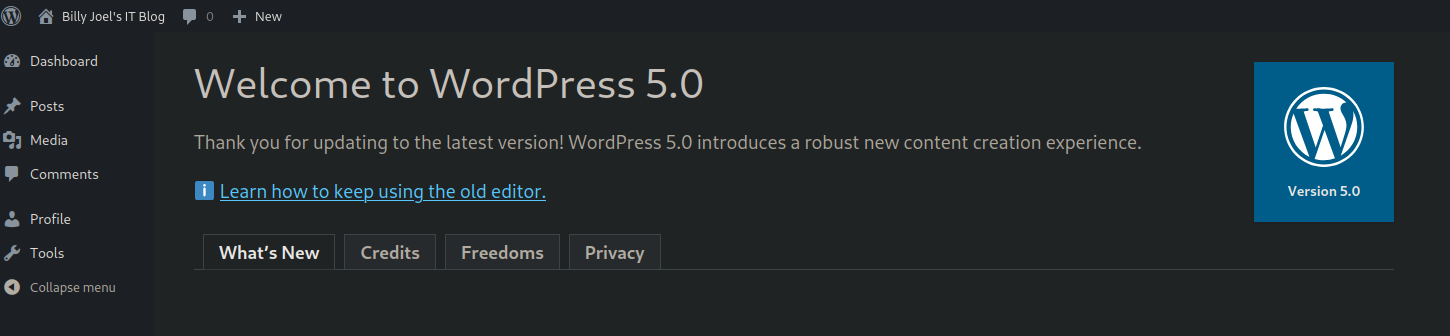 Billy Joel's IT Blog 0 New
Dashboard
Posts
Media
Comments
Profile
Tools
Collapse menu
Welcome to WordPress 5.0
Thank you for updating to the latest version! WordPress 5.0 introduces a robust new content creation experience.
Learn how to keep using the old editor.
What’s New Credits Freedoms Privacy
Version 5.0